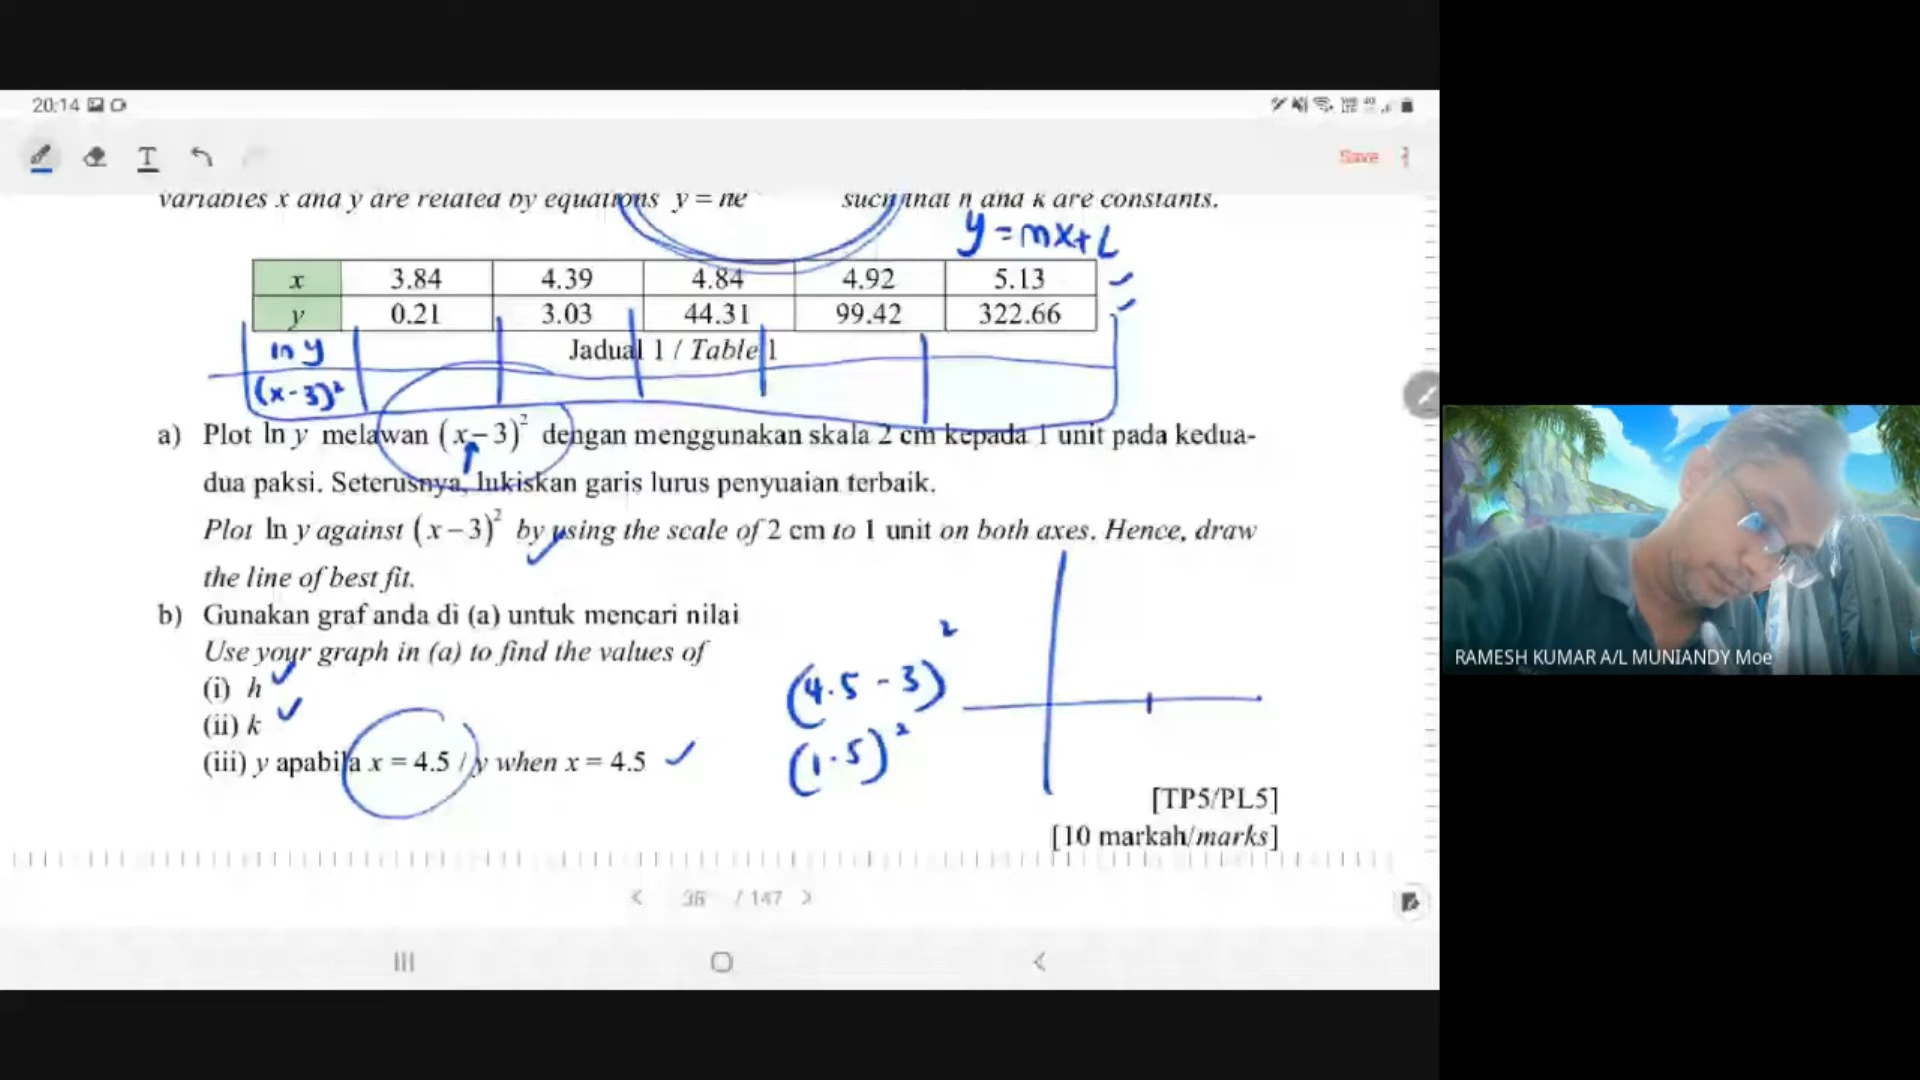 20:14
T
Save
variables x and y are related by equations y = he such that h and k are constants.
y = mx + c
x 3.84 4.39 4.84 4.92 5.13
y 0.21 3.03 44.31 99.42 322.66
ln y
Jadual 1 / Table 1
(x-3)²
a) Plot ln y melawan (x−3)² dengan menggunakan skala 2 cm kepada 1 unit pada kedua-
dua paksi. Seterusnya, lukiskan garis lurus penyuaian terbaik.
Plot ln y against (x−3)² by using the scale of 2 cm to 1 unit on both axes. Hence, draw
the line of best fit.
b) Gunakan graf anda di (a) untuk mencari nilai
Use your graph in (a) to find the values of
(i) h
(ii) k
(iii) y apabila x = 4.5 / y when x = 4.5
(4.5 - 3)²
(1.5)²
[TP5/PL5]
[10 markah/marks]
/ 147
RAMESH KUMAR A/L MUNIANDY Moe